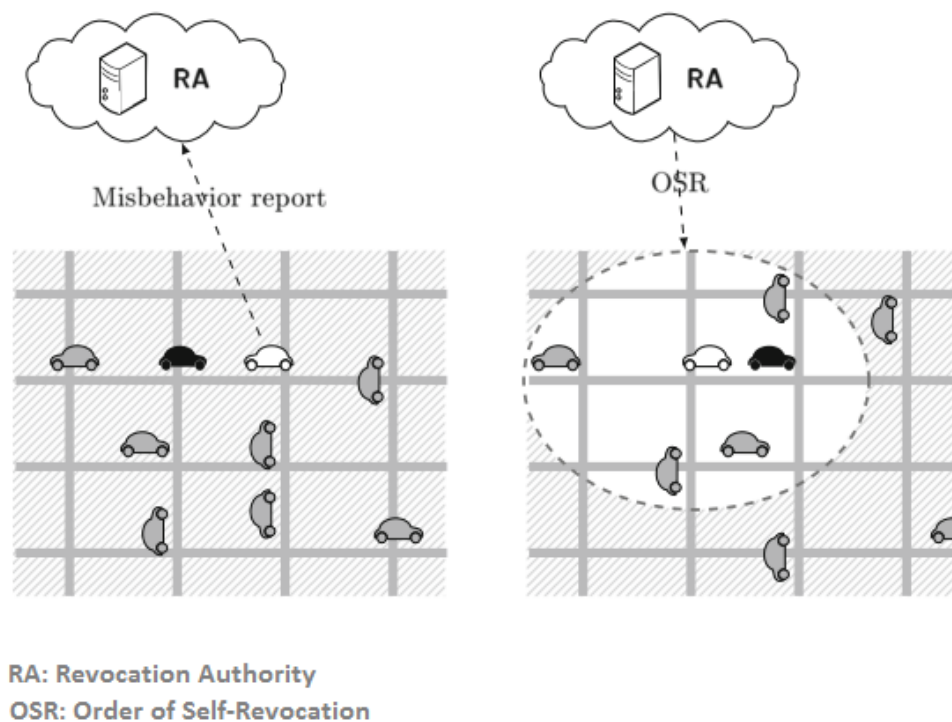 RA
RA
Misbehavior report
OSR
RA: Revocation Authority
OSR: Order of Self-Revocation